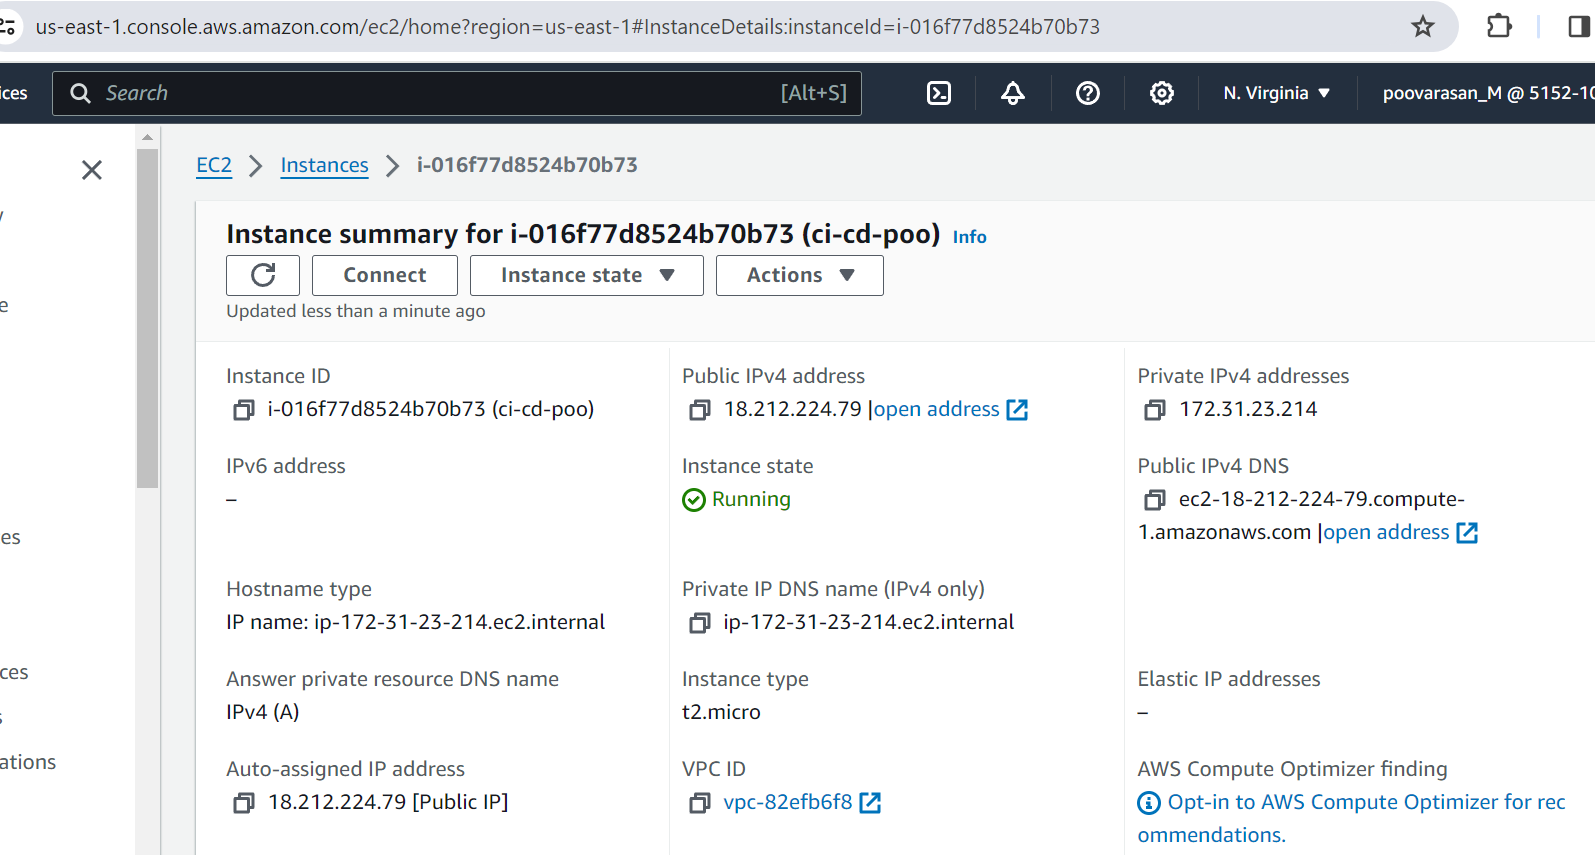 us-east-1.console.aws.amazon.com/ec2/home?region=us-east-1#InstanceDetails:instanceId=i-016f77d8524b70b73
Search [Alt+S] N. Virginia poovarasan_M @ 5152-10
EC2 Instances i-016f77d8524b70b73
Instance summary for i-016f77d8524b70b73 (ci-cd-poo) Info
Connect Instance state Actions
Updated less than a minute ago
Instance ID
i-016f77d8524b70b73 (ci-cd-poo)
Public IPv4 address
18.212.224.79 |open address
Private IPv4 addresses
172.31.23.214
IPv6 address
–
Instance state
Running
Public IPv4 DNS
ec2-18-212-224-79.compute-
1.amazonaws.com |open address
Hostname type
IP name: ip-172-31-23-214.ec2.internal
Private IP DNS name (IPv4 only)
ip-172-31-23-214.ec2.internal
Answer private resource DNS name
IPv4 (A)
Instance type
t2.micro
Elastic IP addresses
–
Auto-assigned IP address
18.212.224.79 [Public IP]
VPC ID
vpc-82efb6f8
AWS Compute Optimizer finding
Opt-in to AWS Compute Optimizer for rec
ommendations.